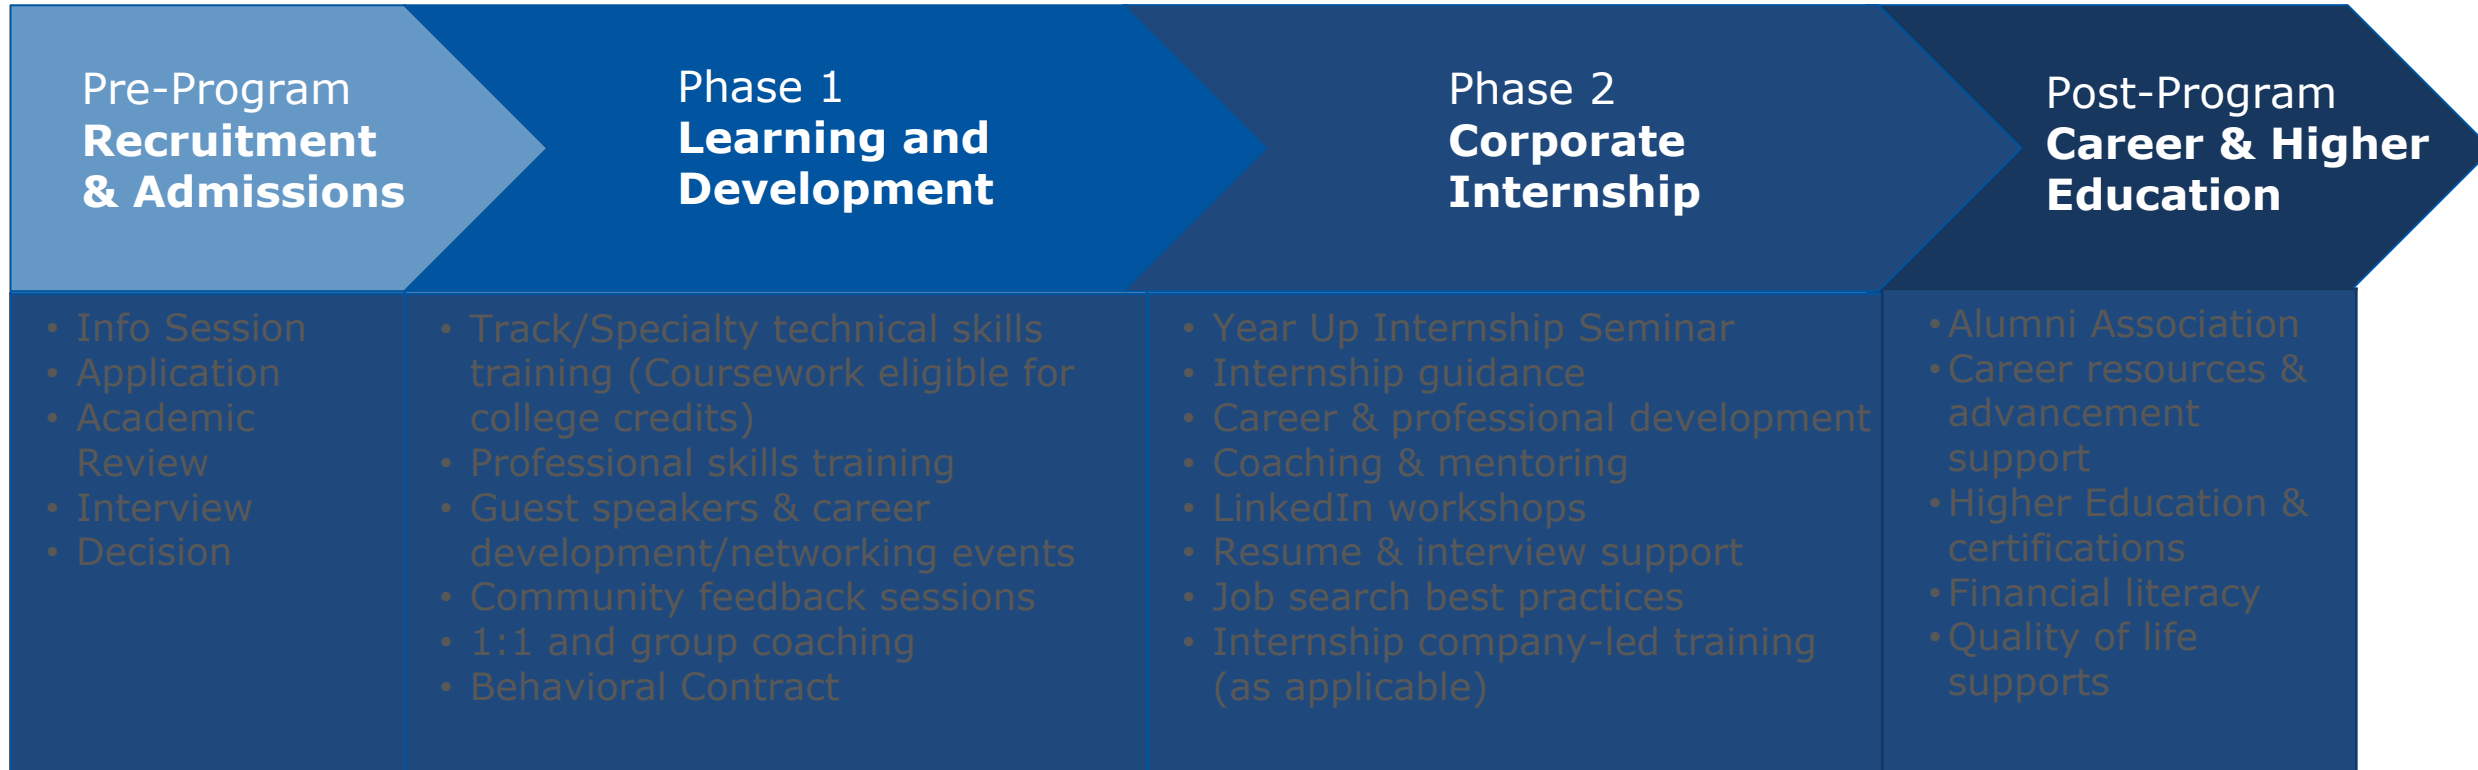 Pre-Program
Recruitment
& Admissions
Phase 1
Learning and
Development
Phase 2
Corporate
Internship
Post-Program
Career & Higher
Education
• Info Session
• Application
• Academic
Review
• Interview
• Decision
• Track/Specialty technical skills
training (Coursework eligible for
college credits)
• Professional skills training
• Guest speakers & career
development/networking events
• Community feedback sessions
• 1:1 and group coaching
• Behavioral Contract
• Year Up Internship Seminar
• Internship guidance
• Career & professional development
• Coaching & mentoring
• LinkedIn workshops
• Resume & interview support
• Job search best practices
• Internship company-led training
(as applicable)
• Alumni Association
• Career resources &
advancement
support
• Higher Education &
certifications
• Financial literacy
• Quality of life
supports